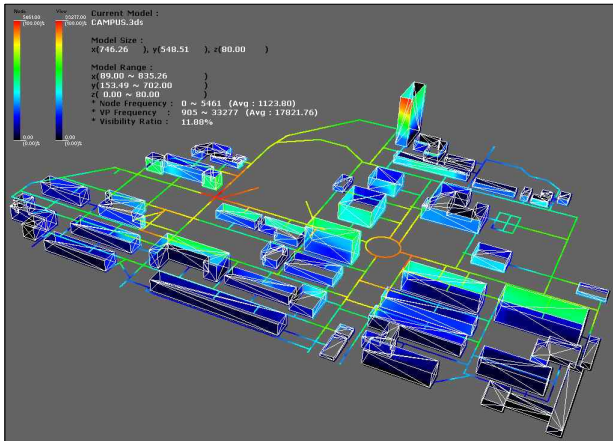 Node. View.
5461.00 33277.00
(100.00)% (100.00)%
Current Model :
CAMPUS.3ds
Model Size :
x(746.26 ), y(548.51 ), z(80.00 )
Model Range :
x(89.00 ~ 835.26 )
y(153.49 ~ 702.00 )
z( 0.00 ~ 80.00 )
* Node Frequency : 0 ~ 5461 (Avg : 1123.80)
* VP Frequency : 905 ~ 33277 (Avg : 17821.76)
* Visibility Ratio : 11.88%
0.00 0.00
(0.00)% (0.00)%